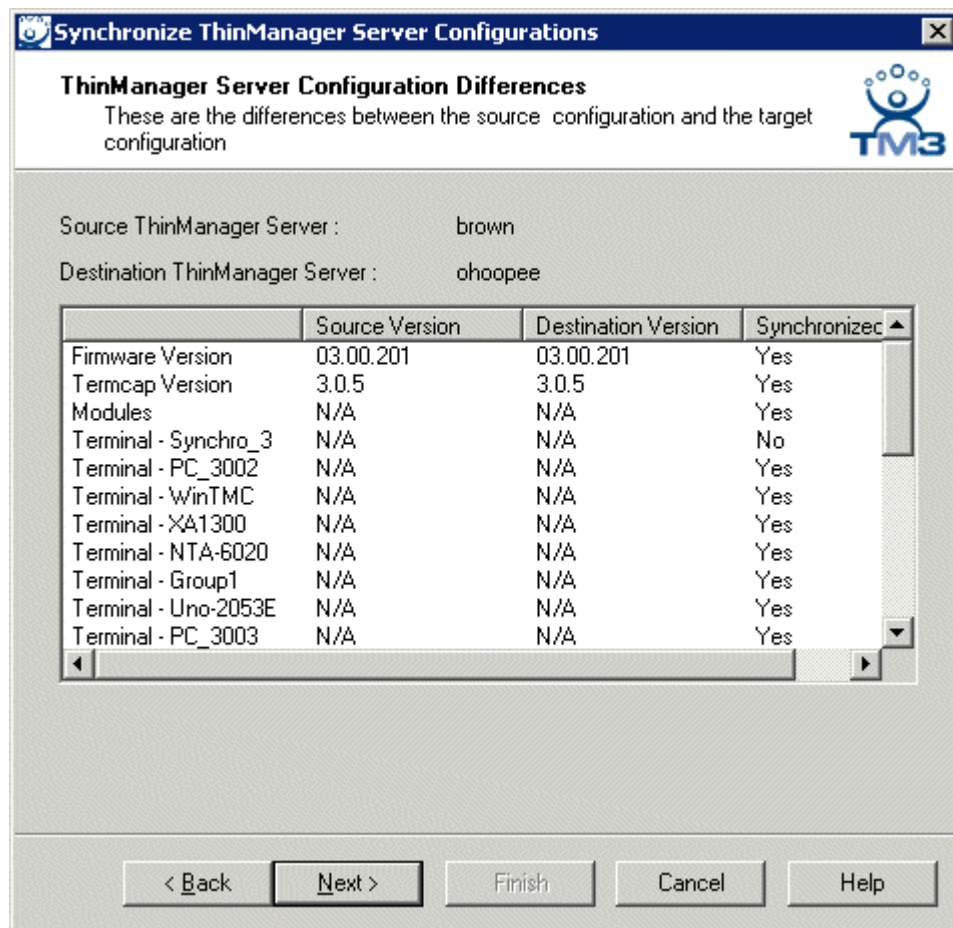 Synchronize ThinManager Server Configurations
ThinManager Server Configuration Differences
These are the differences between the source configuration and the target
configuration
TM3
Source ThinManager Server : brown
Destination ThinManager Server : ohoopee
Source Version Destination Version Synchronized
Firmware Version 03.00.201 03.00.201 Yes
Termcap Version 3.0.5 3.0.5 Yes
Modules N/A N/A Yes
Terminal - Synchro_3 N/A N/A No
Terminal - PC_3002 N/A N/A Yes
Terminal - WinTMC N/A N/A Yes
Terminal - XA1300 N/A N/A Yes
Terminal - NTA-6020 N/A N/A Yes
Terminal - Group1 N/A N/A Yes
Terminal - Uno-2053E N/A N/A Yes
Terminal - PC_3003 N/A N/A Yes
< Back Next > Finish Cancel Help